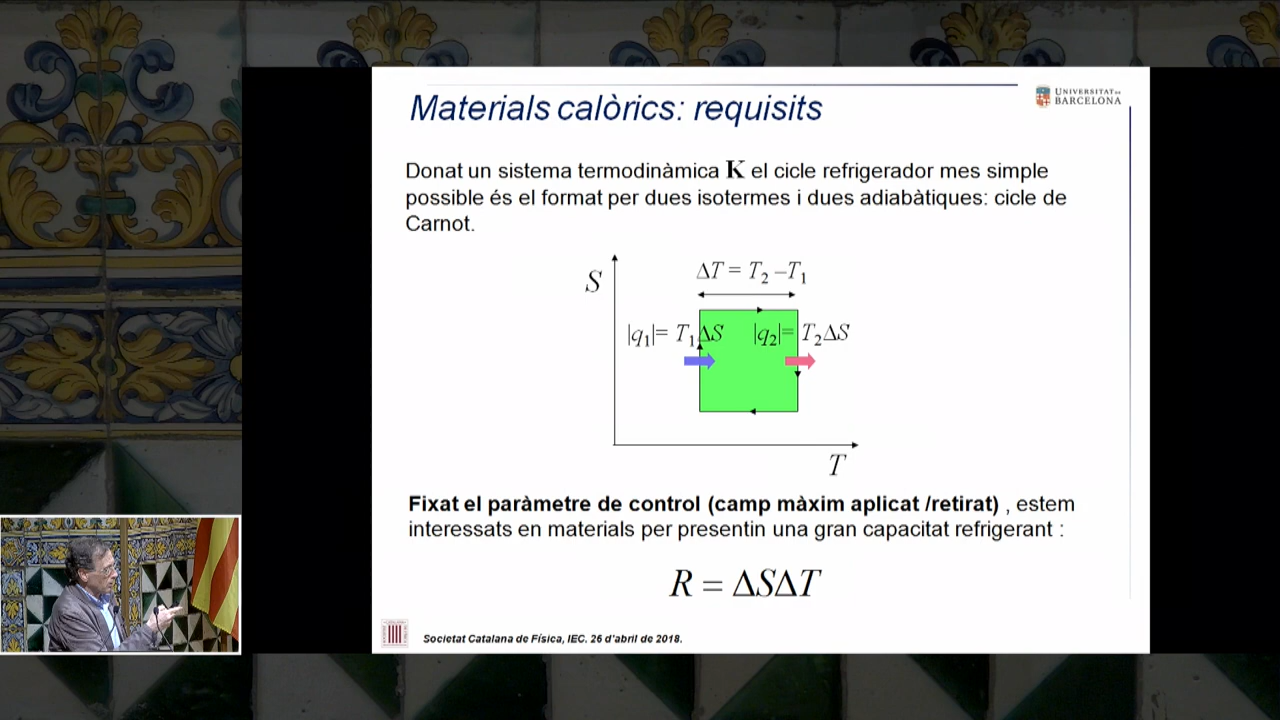 Materials calòrics: requisits
UNIVERSITAT DE
BARCELONA
Donat un sistema termodinàmica K el cicle refrigerador mes simple
possible és el format per dues isotermes i dues adiabàtiques: cicle de
Carnot.
S
ΔT = T₂ –T₁
|q₁|= T₁ΔS
|q₂|= T₂ΔS
T
Fixat el paràmetre de control (camp màxim aplicat /retirat) , estem
interessats en materials per presentin una gran capacitat refrigerant :
R = ΔSΔT
Societat Catalana de Física, IEC. 26 d'abril de 2018.